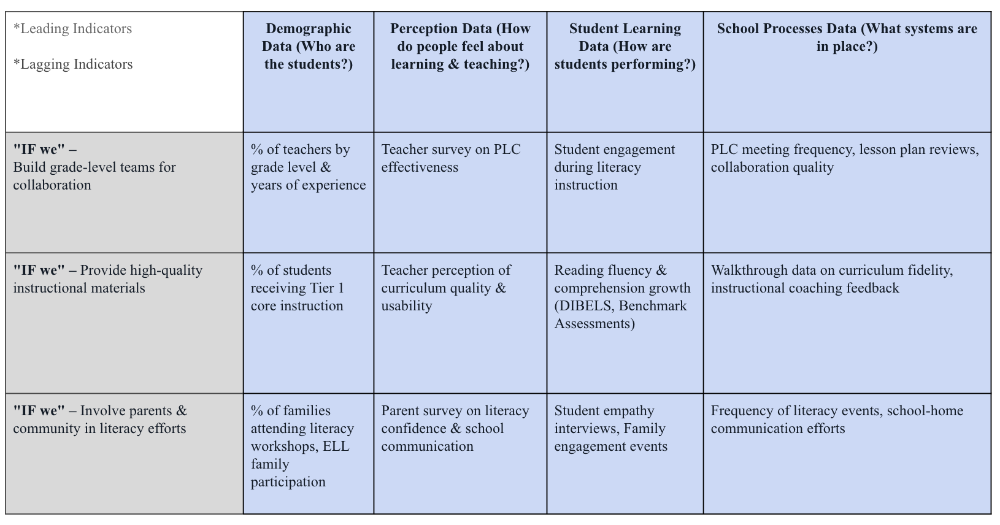 *Leading Indicators
*Lagging Indicators
Demographic
Data (Who are
the students?)
Perception Data (How
do people feel about
learning & teaching?)
Student Learning
Data (How are
students performing?)
School Processes Data (What systems are
in place?)
"IF we" –
Build grade-level teams for
collaboration
% of teachers by
grade level &
years of experience
Teacher survey on PLC
effectiveness
Student engagement
during literacy
instruction
PLC meeting frequency, lesson plan reviews,
collaboration quality
"IF we" – Provide high-quality
instructional materials
% of students
receiving Tier 1
core instruction
Teacher perception of
curriculum quality &
usability
Reading fluency &
comprehension growth
(DIBELS, Benchmark
Assessments)
Walkthrough data on curriculum fidelity,
instructional coaching feedback
"IF we" – Involve parents &
community in literacy efforts
% of families
attending literacy
workshops, ELL
family
participation
Parent survey on literacy
confidence & school
communication
Student empathy
interviews, Family
engagement events
Frequency of literacy events, school-home
communication efforts